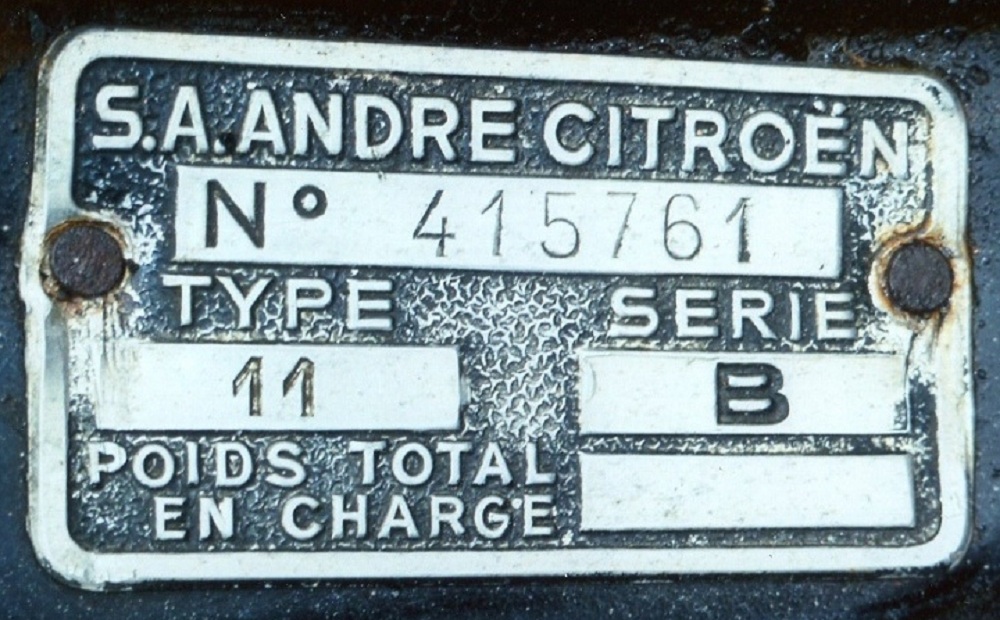 S.A.ANDRE CITROËN
N° 415761
TYPE SERIE
11 B
POIDS TOTAL
EN CHARGE